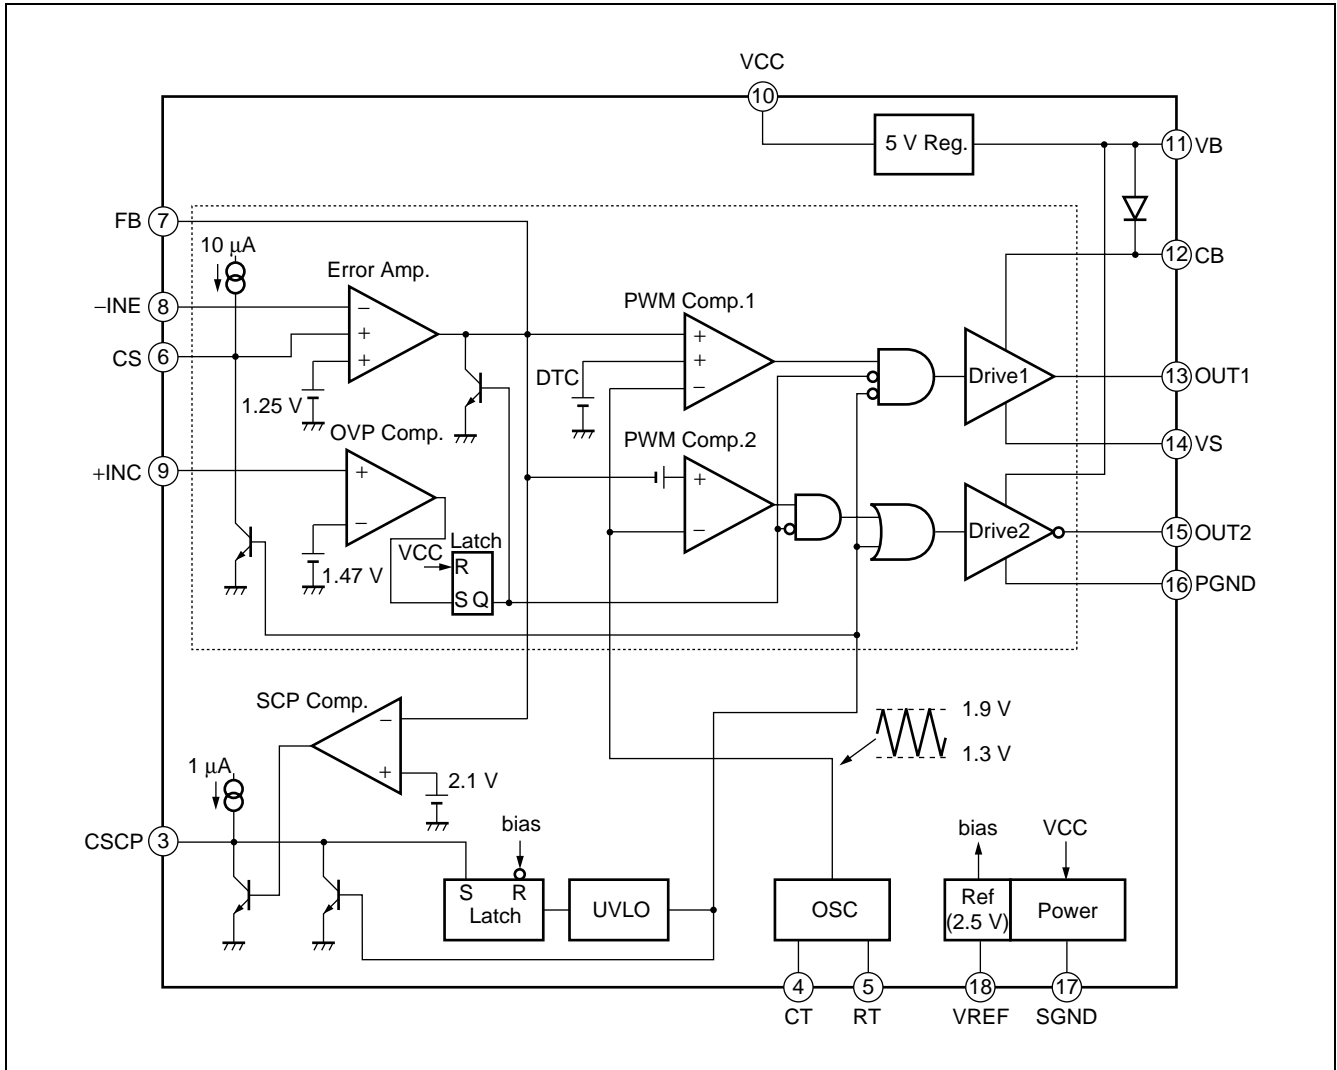 VCC
10
5 V Reg.
11 VB
FB 7
10 μA
Error Amp.
12 CB
−INE 8
−
PWM Comp.1
+
+
CS 6
+
+
DTC
−
Drive1
13 OUT1
1.25 V
OVP Comp.
PWM Comp.2
14 VS
+INC 9
+
+
−
−
Drive2
15 OUT2
Latch
VCC
R
1.47 V
S Q
16 PGND
SCP Comp.
−
1.9 V
1.3 V
1 μA
+
2.1 V
bias
bias
VCC
CSCP 3
S
R
Latch
UVLO
OSC
Ref
(2.5 V)
Power
4
5
18
17
CT
RT
VREF
SGND